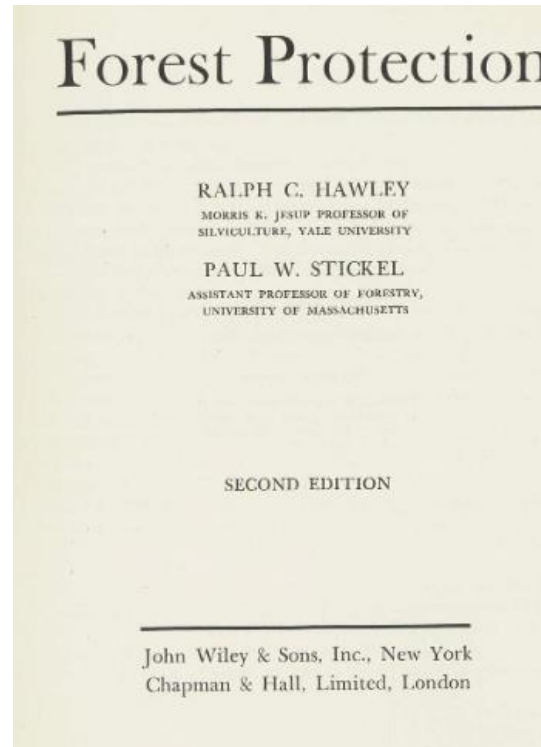 Forest Protection
RALPH C. HAWLEY
MORRIS K. JESUP PROFESSOR OF
SILVICULTURE, YALE UNIVERSITY
PAUL W. STICKEL
ASSISTANT PROFESSOR OF FORESTRY,
UNIVERSITY OF MASSACHUSETTS
SECOND EDITION
John Wiley & Sons, Inc., New York
Chapman & Hall, Limited, London